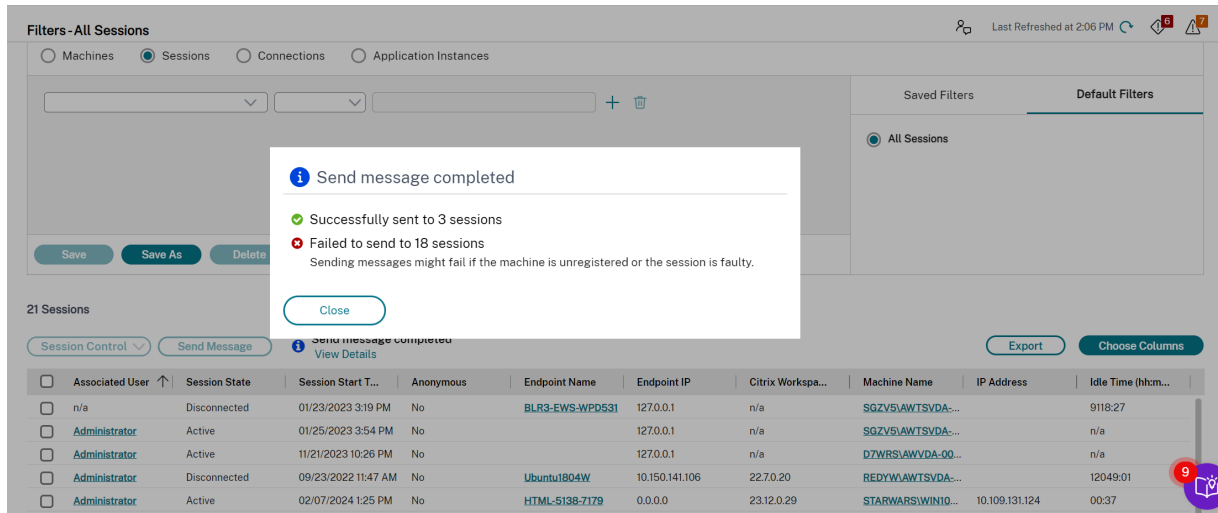 Filters - All Sessions
Last Refreshed at 2:06 PM
6
7
Machines Sessions Connections Application Instances
Saved Filters Default Filters
All Sessions
Send message completed
Successfully sent to 3 sessions
Failed to send to 18 sessions
Sending messages might fail if the machine is unregistered or the session is faulty.
Close
Save Save As Delete
21 Sessions
Session Control Send Message Send message completed
View Details
Export Choose Columns
Associated User Session State Session Start T... Anonymous Endpoint Name Endpoint IP Citrix Workspa... Machine Name IP Address Idle Time (hh:m...
n/a Disconnected 01/23/2023 3:19 PM No BLR3-EWS-WPD531 127.0.0.1 n/a SGZV5\AWTSVDA-... 9118:27
Administrator Active 01/25/2023 3:54 PM No 127.0.0.1 n/a SGZV5\AWTSVDA-... n/a
Administrator Active 11/21/2023 10:26 PM No 127.0.0.1 n/a D7WRS\AWVDA-00... n/a
Administrator Disconnected 09/23/2022 11:47 AM No Ubuntu1804W 10.150.141.106 22.7.0.20 REDYW\AWTSVDA-... 12049:01
Administrator Active 02/07/2024 1:25 PM No HTML-5138-7179 0.0.0.0 23.12.0.29 STARWARS\WIN10... 10.109.131.124 00:37
9